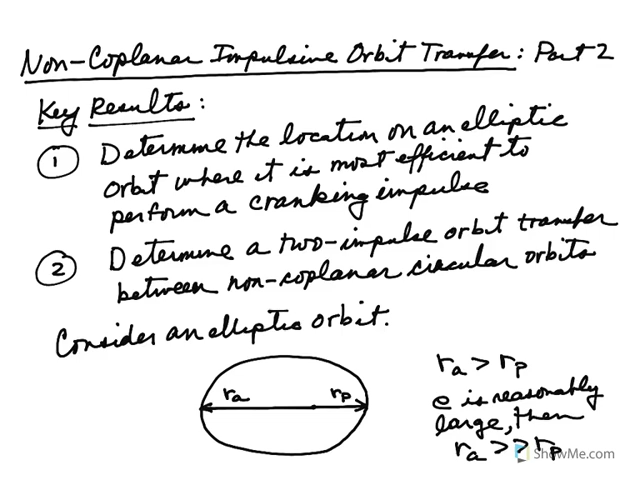 Non-Coplanar Impulsive Orbit Transfer: Part 2
Key Results:
1 Determine the location on an elliptic
orbit where it is most efficient to
perform a cranking impulse
2 Determine a two-impulse orbit transfer
between non-coplanar circular orbits
Consider an elliptic orbit.
ra rp
ra > rp
e is reasonably
large, then
ra >> rp
ShowMe.com